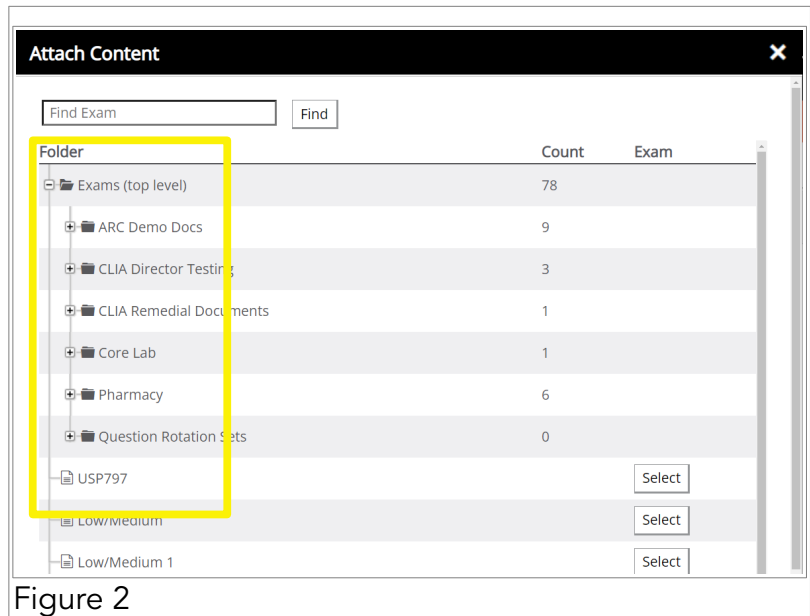 Attach Content
Find Exam Find
Folder Count Exam
Exams (top level) 78
ARC Demo Docs 9
CLIA Director Testing 3
CLIA Remedial Documents 1
Core Lab 1
Pharmacy 6
Question Rotation Sets 0
USP797 Select
Low/Medium Select
Low/Medium 1 Select
Figure 2